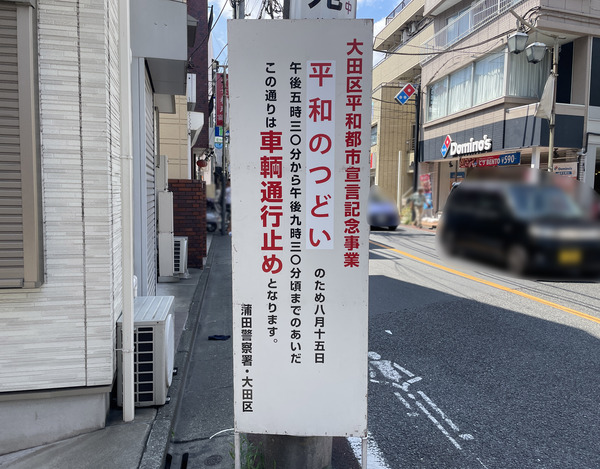 中
大田区平和都市宣言記念事業
平和のつどい のため八月十五日
午後五時三〇分から午後九時三〇分頃までのあいだ
この通りは車輌通行止めとなります。
蒲田警察署・大田区
Domino's
BENTO ¥590